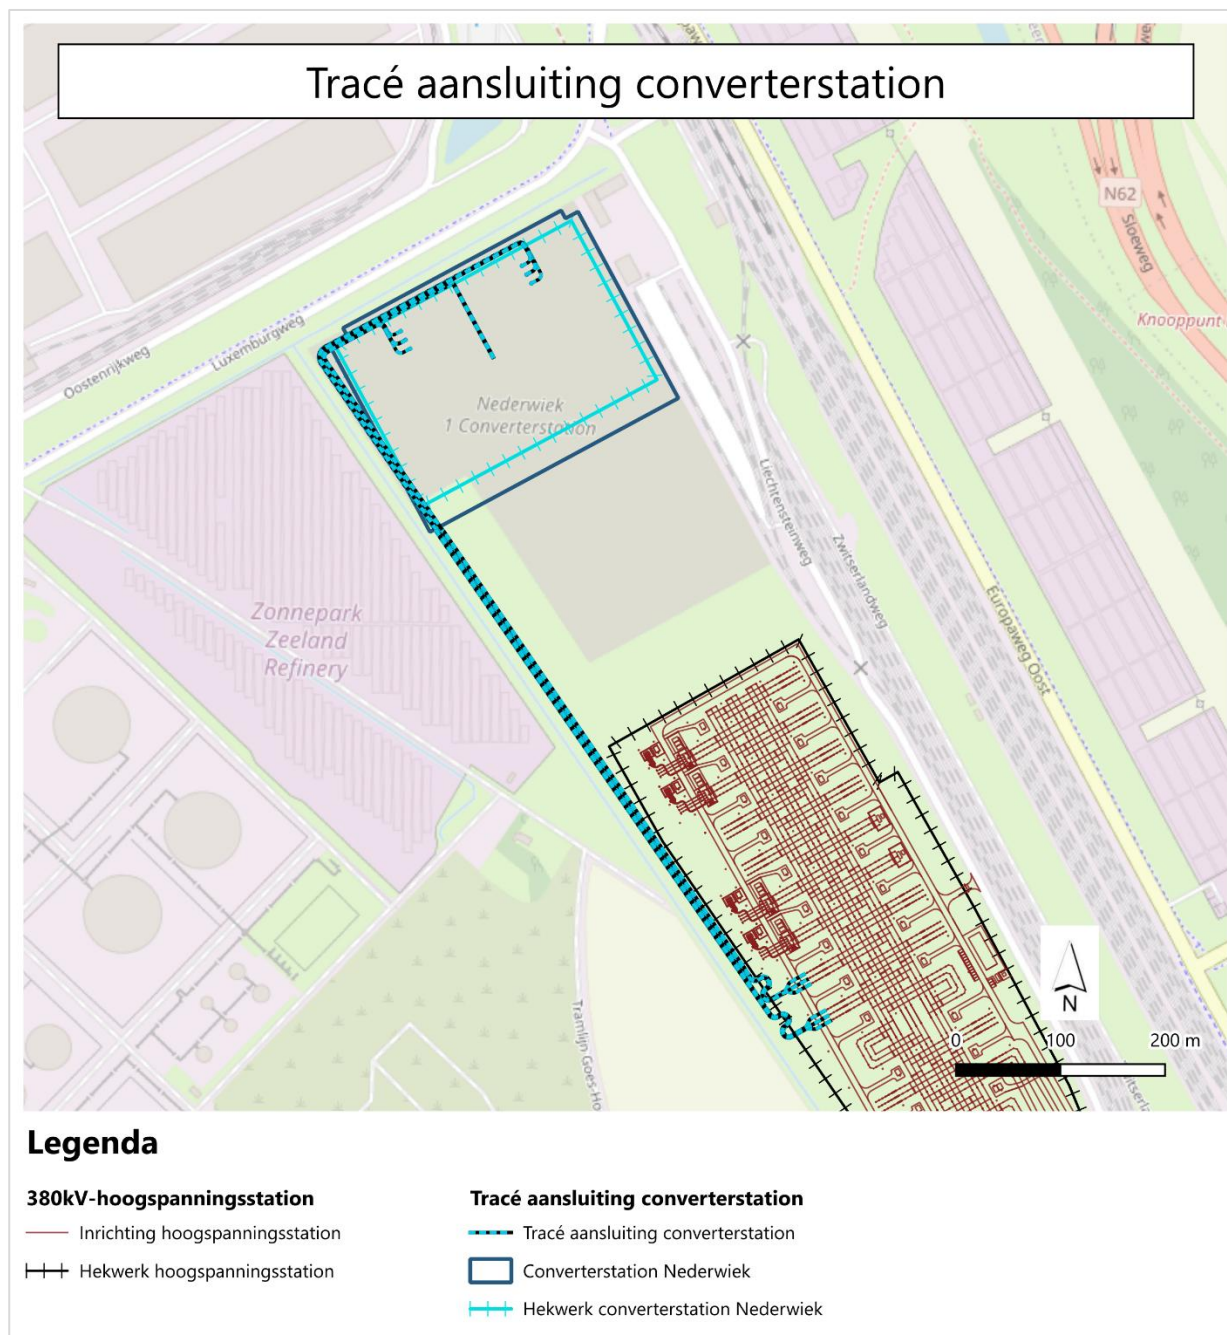 Tracé aansluiting converterstation
N62
Sloeweg
Knooppunt
Luxemburgweg
Oostenrijkweg
Nederwiek
1 Converterstation
Liechtensteinweg
Zwitserlandweg
Europaweg Oost
Zonnepark
Zeeland
Refinery
Tramlijn Goes-Ho
N
0 100 200 m
Legenda
380kV-hoogspanningsstation
Inrichting hoogspanningsstation
Hekwerk hoogspanningsstation
Tracé aansluiting converterstation
Tracé aansluiting converterstation
Converterstation Nederwiek
Hekwerk converterstation Nederwiek